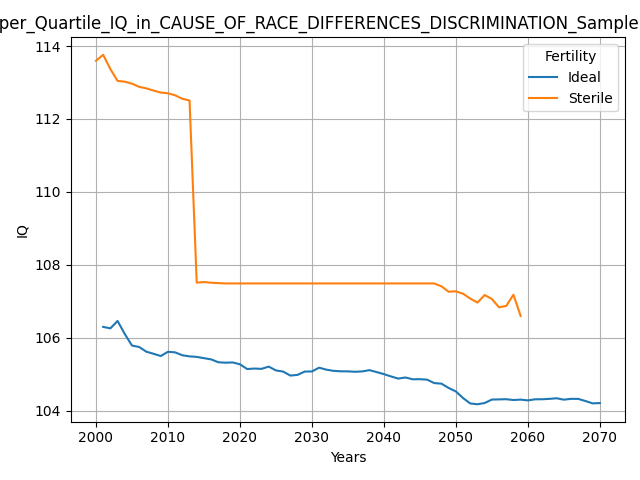 per_Quartile_IQ_in_CAUSE_OF_RACE_DIFFERENCES_DISCRIMINATION_Sample
114
112
110
108
106
104
IQ
Fertility
Ideal
Sterile
2000 2010 2020 2030 2040 2050 2060 2070
Years